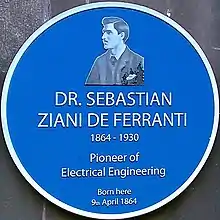 DR. SEBASTIAN
ZIANI DE FERRANTI
1864 - 1930
Pioneer of
Electrical Engineering
Born here
9th April 1864